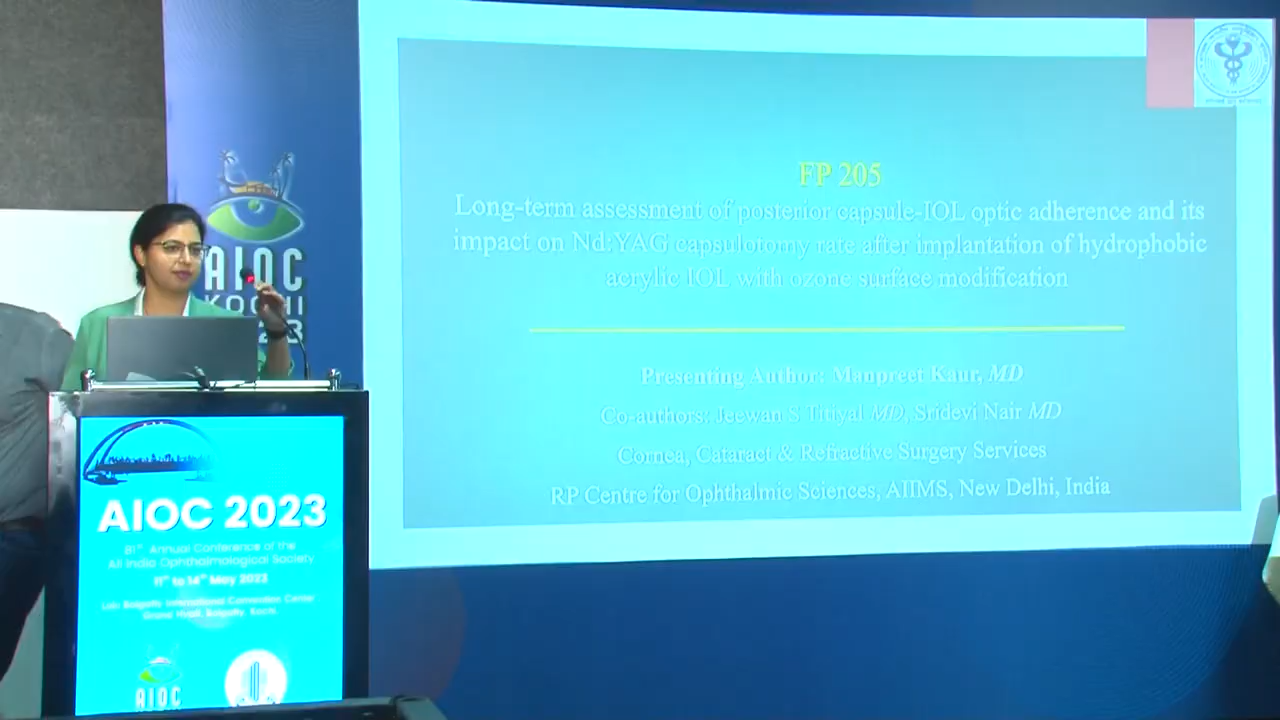 FP 205
Long-term assessment of posterior capsule-IOL optic adherence and its
impact on Nd:YAG capsulotomy rate after implantation of hydrophobic
acrylic IOL with ozone surface modification
Presenting Author: Manpreet Kaur, MD
Co-authors: Jeewan S Titiyal MD, Sridevi Nair MD
Cornea, Cataract & Refractive Surgery Services
RP Centre for Ophthalmic Sciences, AIIMS, New Delhi, India
AIOC
KOCHI
AIOC 2023
81st Annual Conference of the
All India Ophthalmological Society
11th to 14th May 2023
AIOC